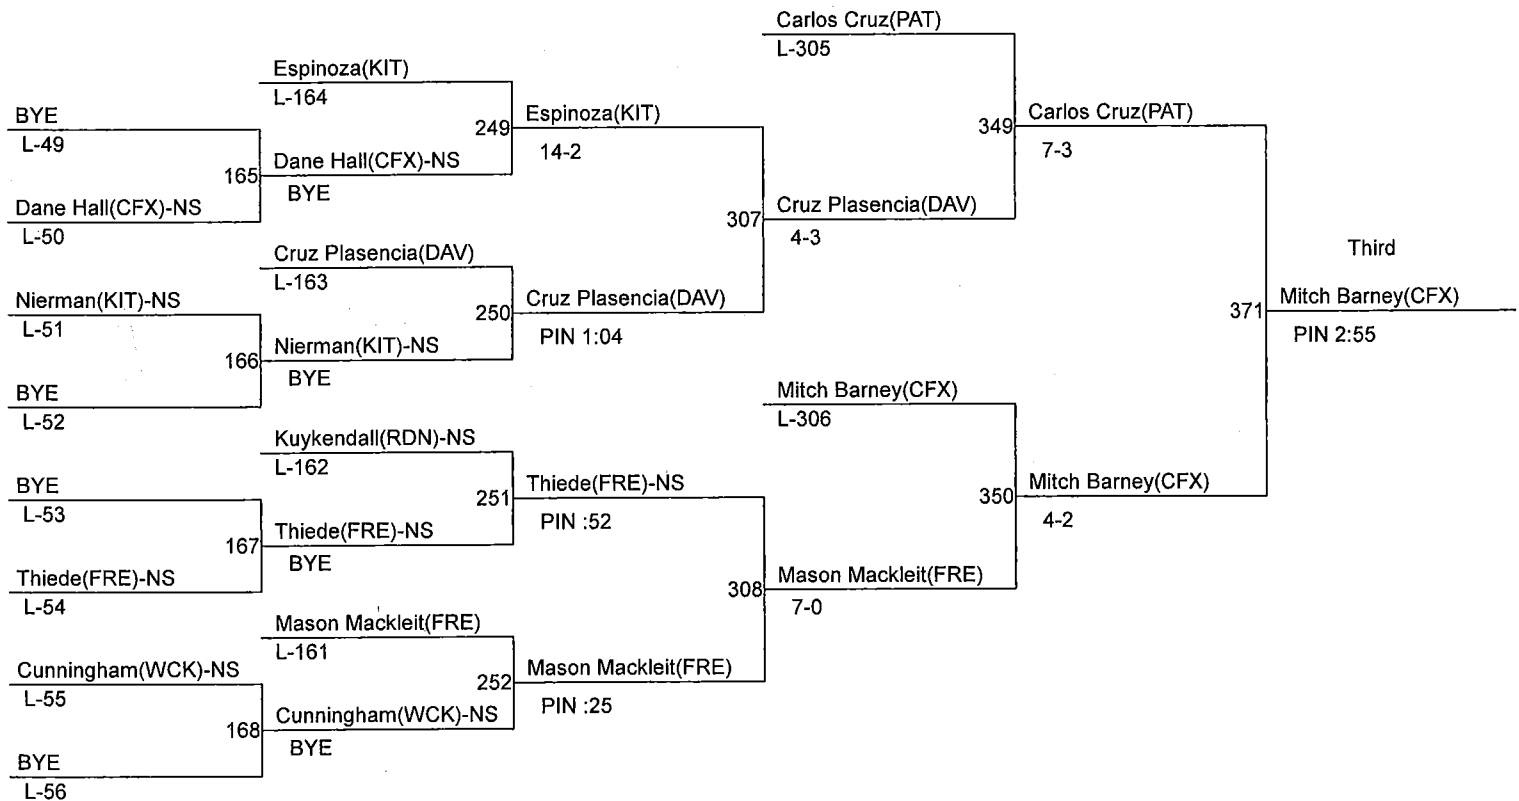 BYE
L-49
Dane Hall(CFX)-NS
L-50
Nierman(KIT)-NS
L-51
BYE
L-52
BYE
L-53
Thiede(FRE)-NS
L-54
Cunningham(WCK)-NS
L-55
BYE
L-56
Espinoza(KIT)
L-164
165
Dane Hall(CFX)-NS
BYE
Cruz Plasencia(DAV)
L-163
166
Nierman(KIT)-NS
BYE
Kuykendall(RDN)-NS
L-162
167
Thiede(FRE)-NS
BYE
Mason Mackleit(FRE)
L-161
168
Cunningham(WCK)-NS
BYE
249
Espinoza(KIT)
14-2
250
Cruz Plasencia(DAV)
PIN 1:04
251
Thiede(FRE)-NS
PIN :52
252
Mason Mackleit(FRE)
PIN :25
Carlos Cruz(PAT)
L-305
307
Cruz Plasencia(DAV)
4-3
Mitch Barney(CFX)
L-306
308
Mason Mackleit(FRE)
7-0
349
Carlos Cruz(PAT)
7-3
350
Mitch Barney(CFX)
4-2
Third
371
Mitch Barney(CFX)
PIN 2:55